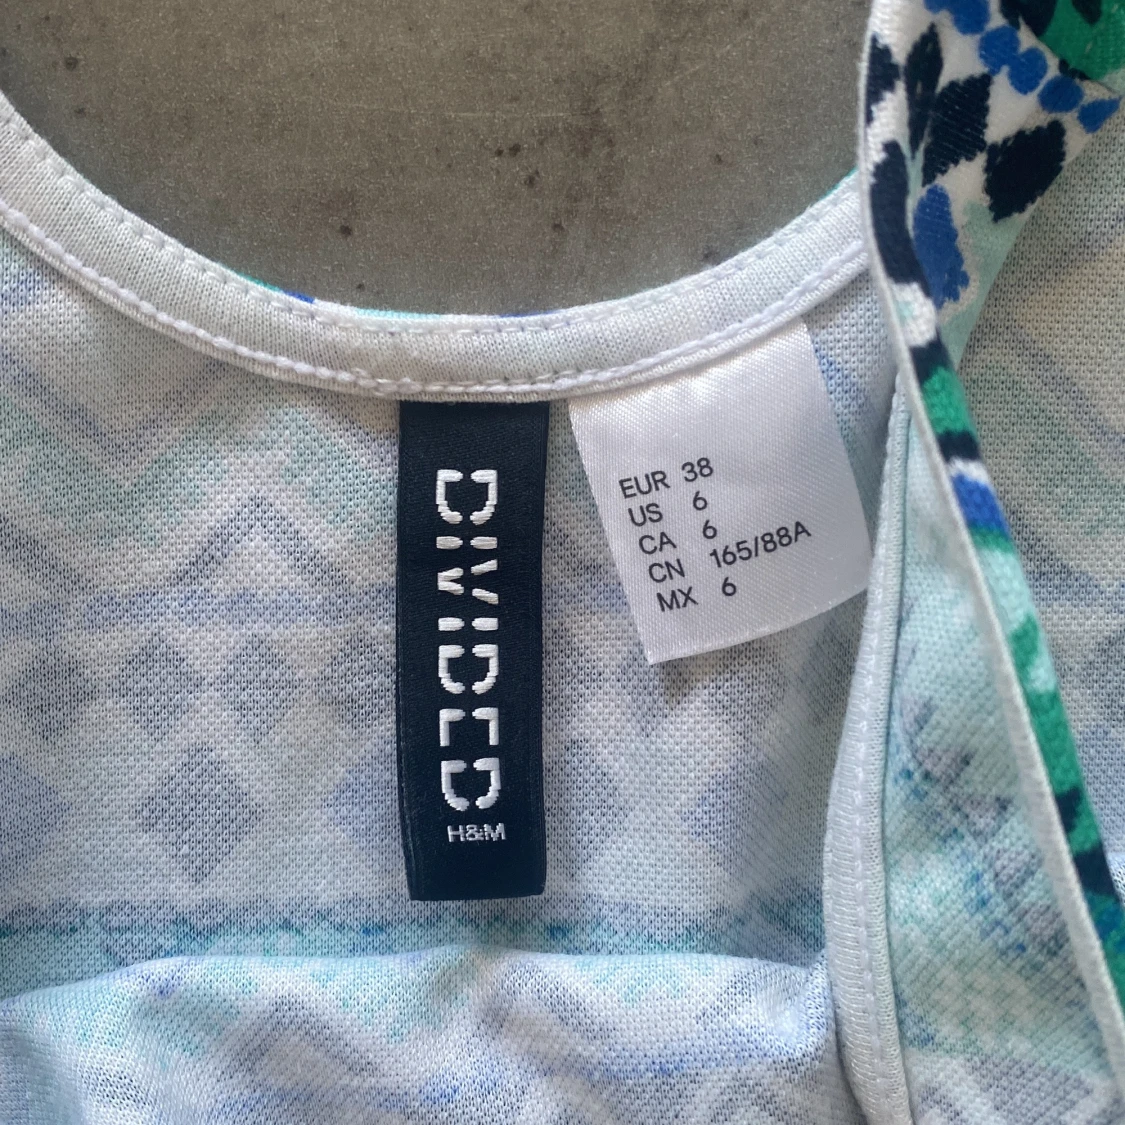 DIVIDED
H&M
EUR 38
US 6
CA 6
CN 165/88A
MX 6